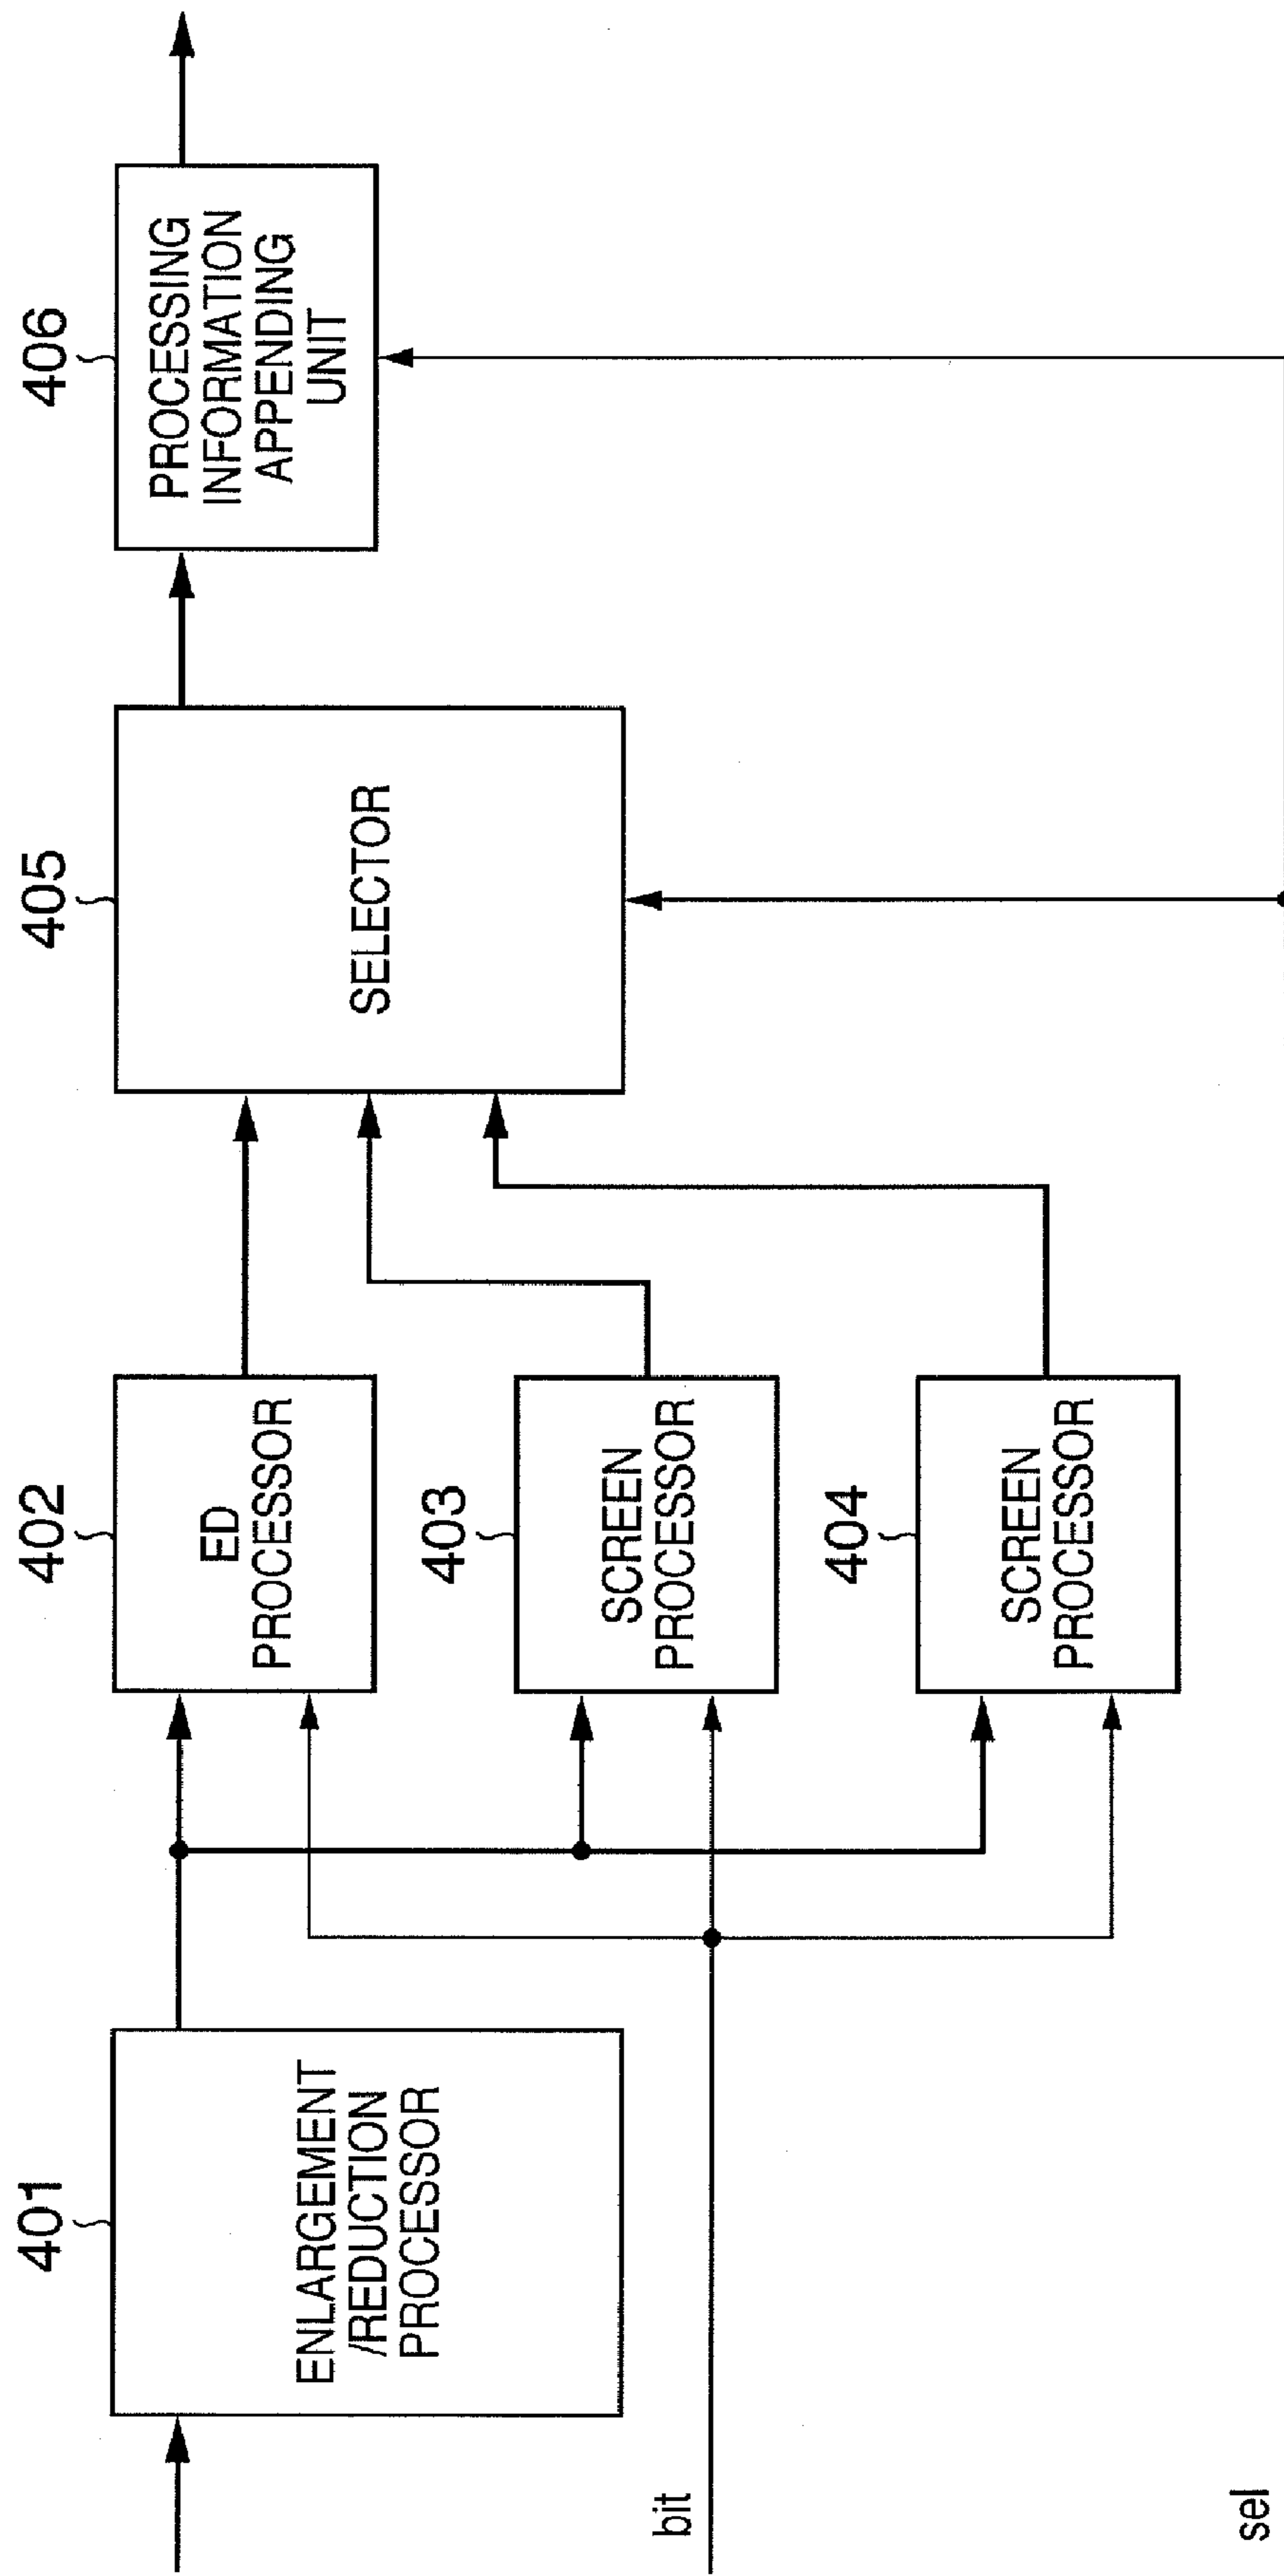 401
ENLARGEMENT
/REDUCTION
PROCESSOR
402
ED
PROCESSOR
403
SCREEN
PROCESSOR
404
SCREEN
PROCESSOR
405
SELECTOR
406
PROCESSING
INFORMATION
APPENDING
UNIT
bit
sel